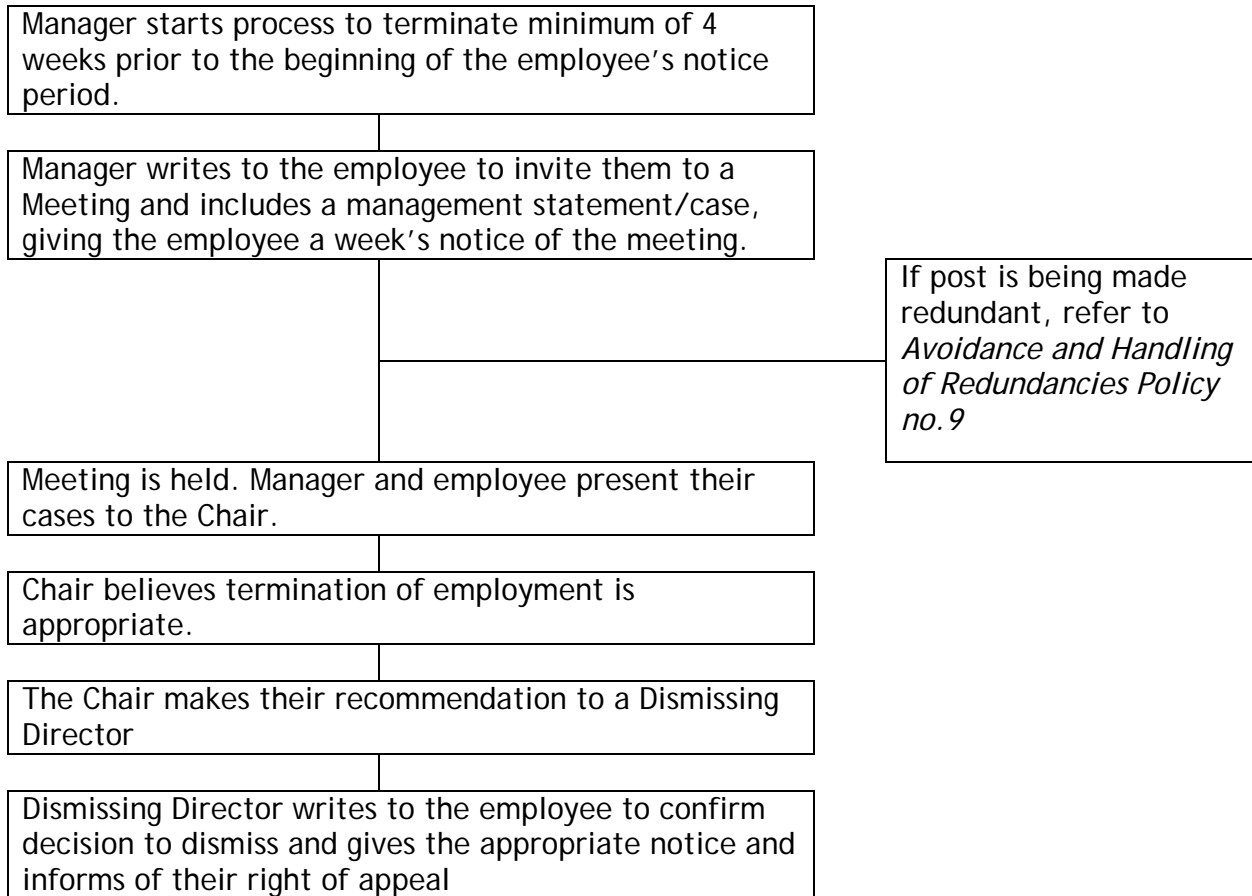 Manager starts process to terminate minimum of 4
weeks prior to the beginning of the employee's notice
period.
Manager writes to the employee to invite them to a
Meeting and includes a management statement/case,
giving the employee a week's notice of the meeting.
If post is being made
redundant, refer to
Avoidance and Handling
of Redundancies Policy
no.9
Meeting is held. Manager and employee present their
cases to the Chair.
Chair believes termination of employment is
appropriate.
The Chair makes their recommendation to a Dismissing
Director
Dismissing Director writes to the employee to confirm
decision to dismiss and gives the appropriate notice and
informs of their right of appeal